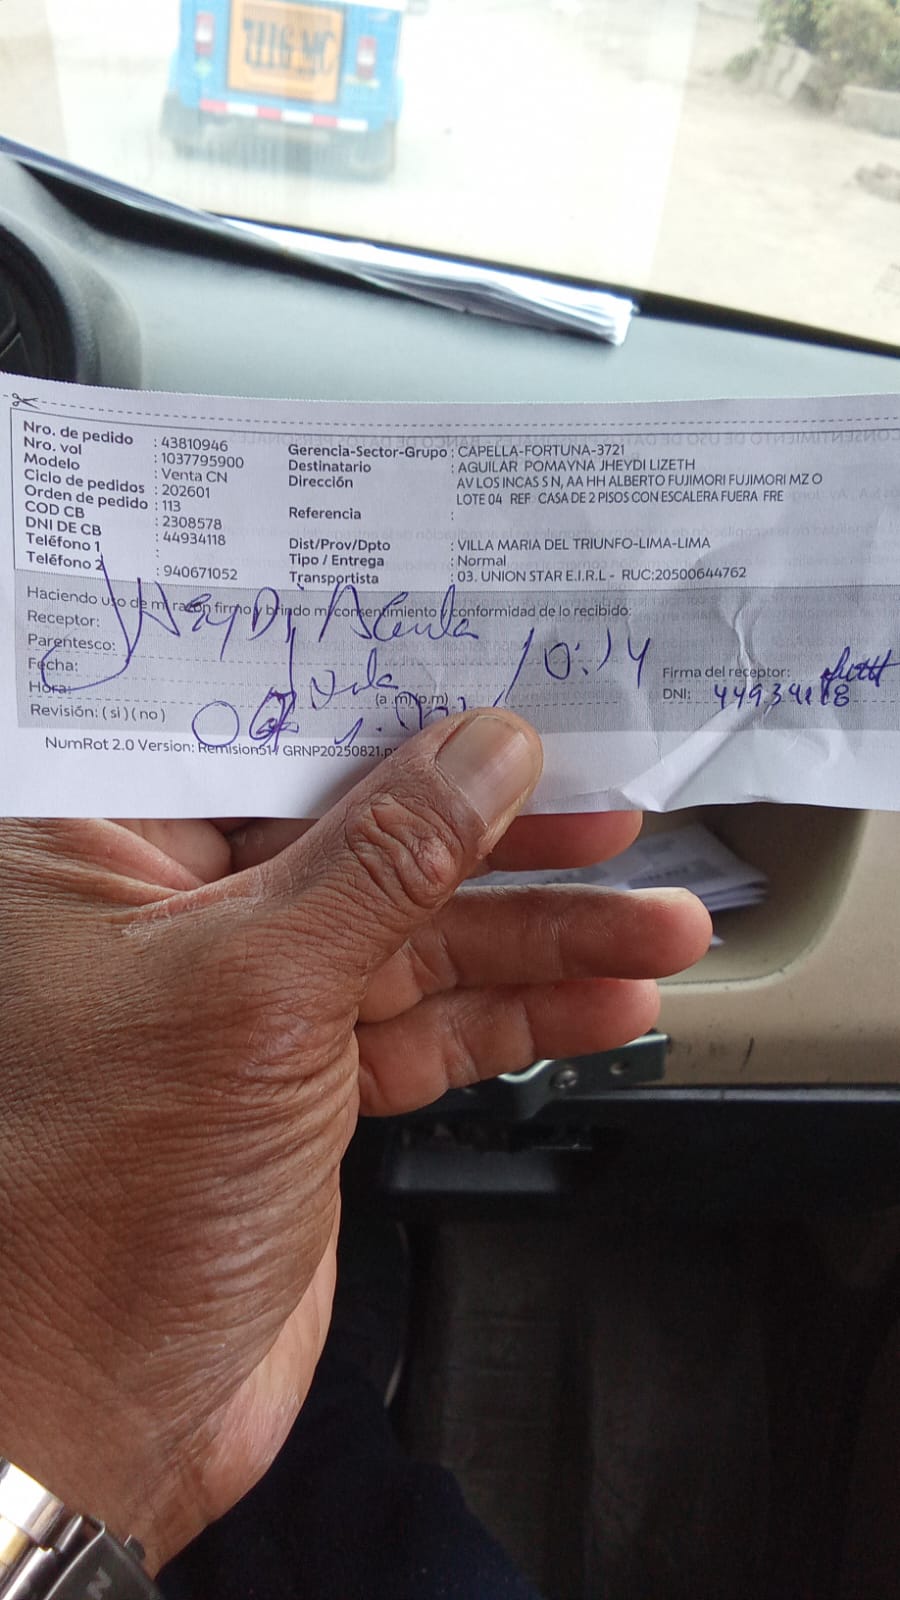 Nro. de pedido : 43810946
Nro. vol : 1037795900
Modelo : Venta CN
Ciclo de pedidos : 202601
Orden de pedido : 113
COD CB : 2308578
DNI DE CB : 44934118
Teléfono 1 :
Teléfono 2 : 940671052
Gerencia-Sector-Grupo : CAPELLA-FORTUNA-3721
Destinatario : AGUILAR POMAYNA JHEYDI LIZETH
Dirección : AV LOS INCAS S N, AA HH ALBERTO FUJIMORI FUJIMORI MZ O
LOTE 04 REF CASA DE 2 PISOS CON ESCALERA FUERA FRE
Referencia :
Dist/Prov/Dpto : VILLA MARIA DEL TRIUNFO-LIMA-LIMA
Tipo / Entrega : Normal
Transportista : 03. UNION STAR E.I.R.L - RUC:20500644762
Haciendo uso de mi razón firmo y brindo mi consentimiento y conformidad de lo recibido:
Receptor:
Parentesco:
Fecha: 10:14
Hora: (a .m)(p.m)
Revisión: ( si ) ( no )
Firma del receptor:
DNI: 44934118
NumRot 2.0 Version: Remision51/ GRNP20250821.p